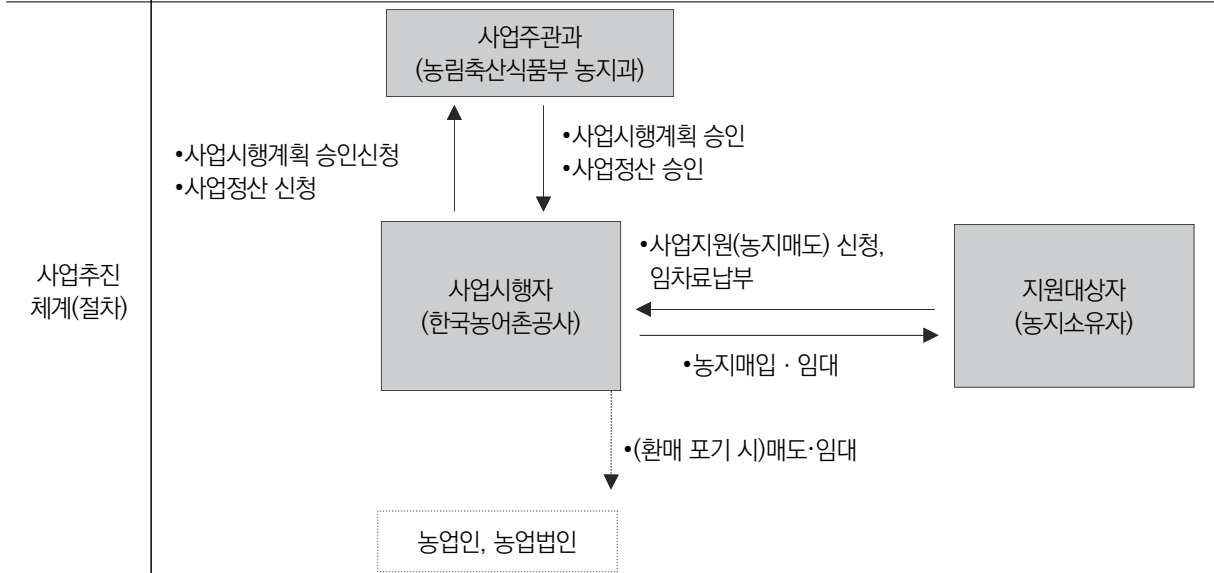 사업추진
체계(절차)
사업주관과
(농림축산식품부 농지과)
•사업시행계획 승인신청
•사업정산 신청
•사업시행계획 승인
•사업정산 승인
사업시행자
(한국농어촌공사)
•사업지원(농지매도) 신청,
임차료납부
•농지매입 · 임대
지원대상자
(농지소유자)
•(환매 포기 시)매도·임대
농업인, 농업법인